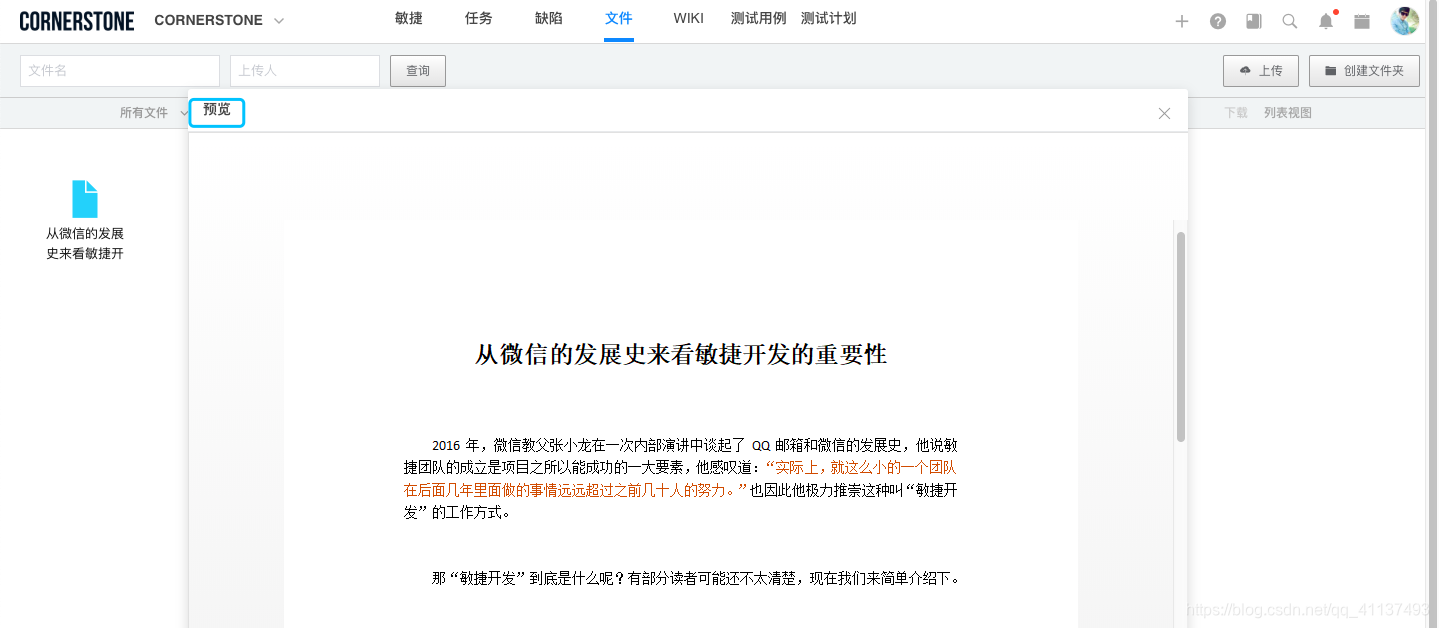 CORNERSTONE CORNERSTONE 敏捷 任务 缺陷 文件 WIKI 测试用例 测试计划
文件名 上传人 查询 上传 创建文件夹
所有文件 预览 下载 列表视图
从微信的发展
史来看敏捷开
从微信的发展史来看敏捷开发的重要性
2016 年，微信教父张小龙在一次内部演讲中谈起了 QQ 邮箱和微信的发展史，他说敏
捷团队的成立是项目之所以能成功的一大要素，他感叹道：“实际上，就这么小的一个团队
在后面几年里面做的事情远远超过之前几十人的努力。”也因此他极力推崇这种叫“敏捷开
发”的工作方式。
那“敏捷开发”到底是什么呢？有部分读者可能还不太清楚，现在我们来简单介绍下。
https://blog.csdn.net/qq_41137493